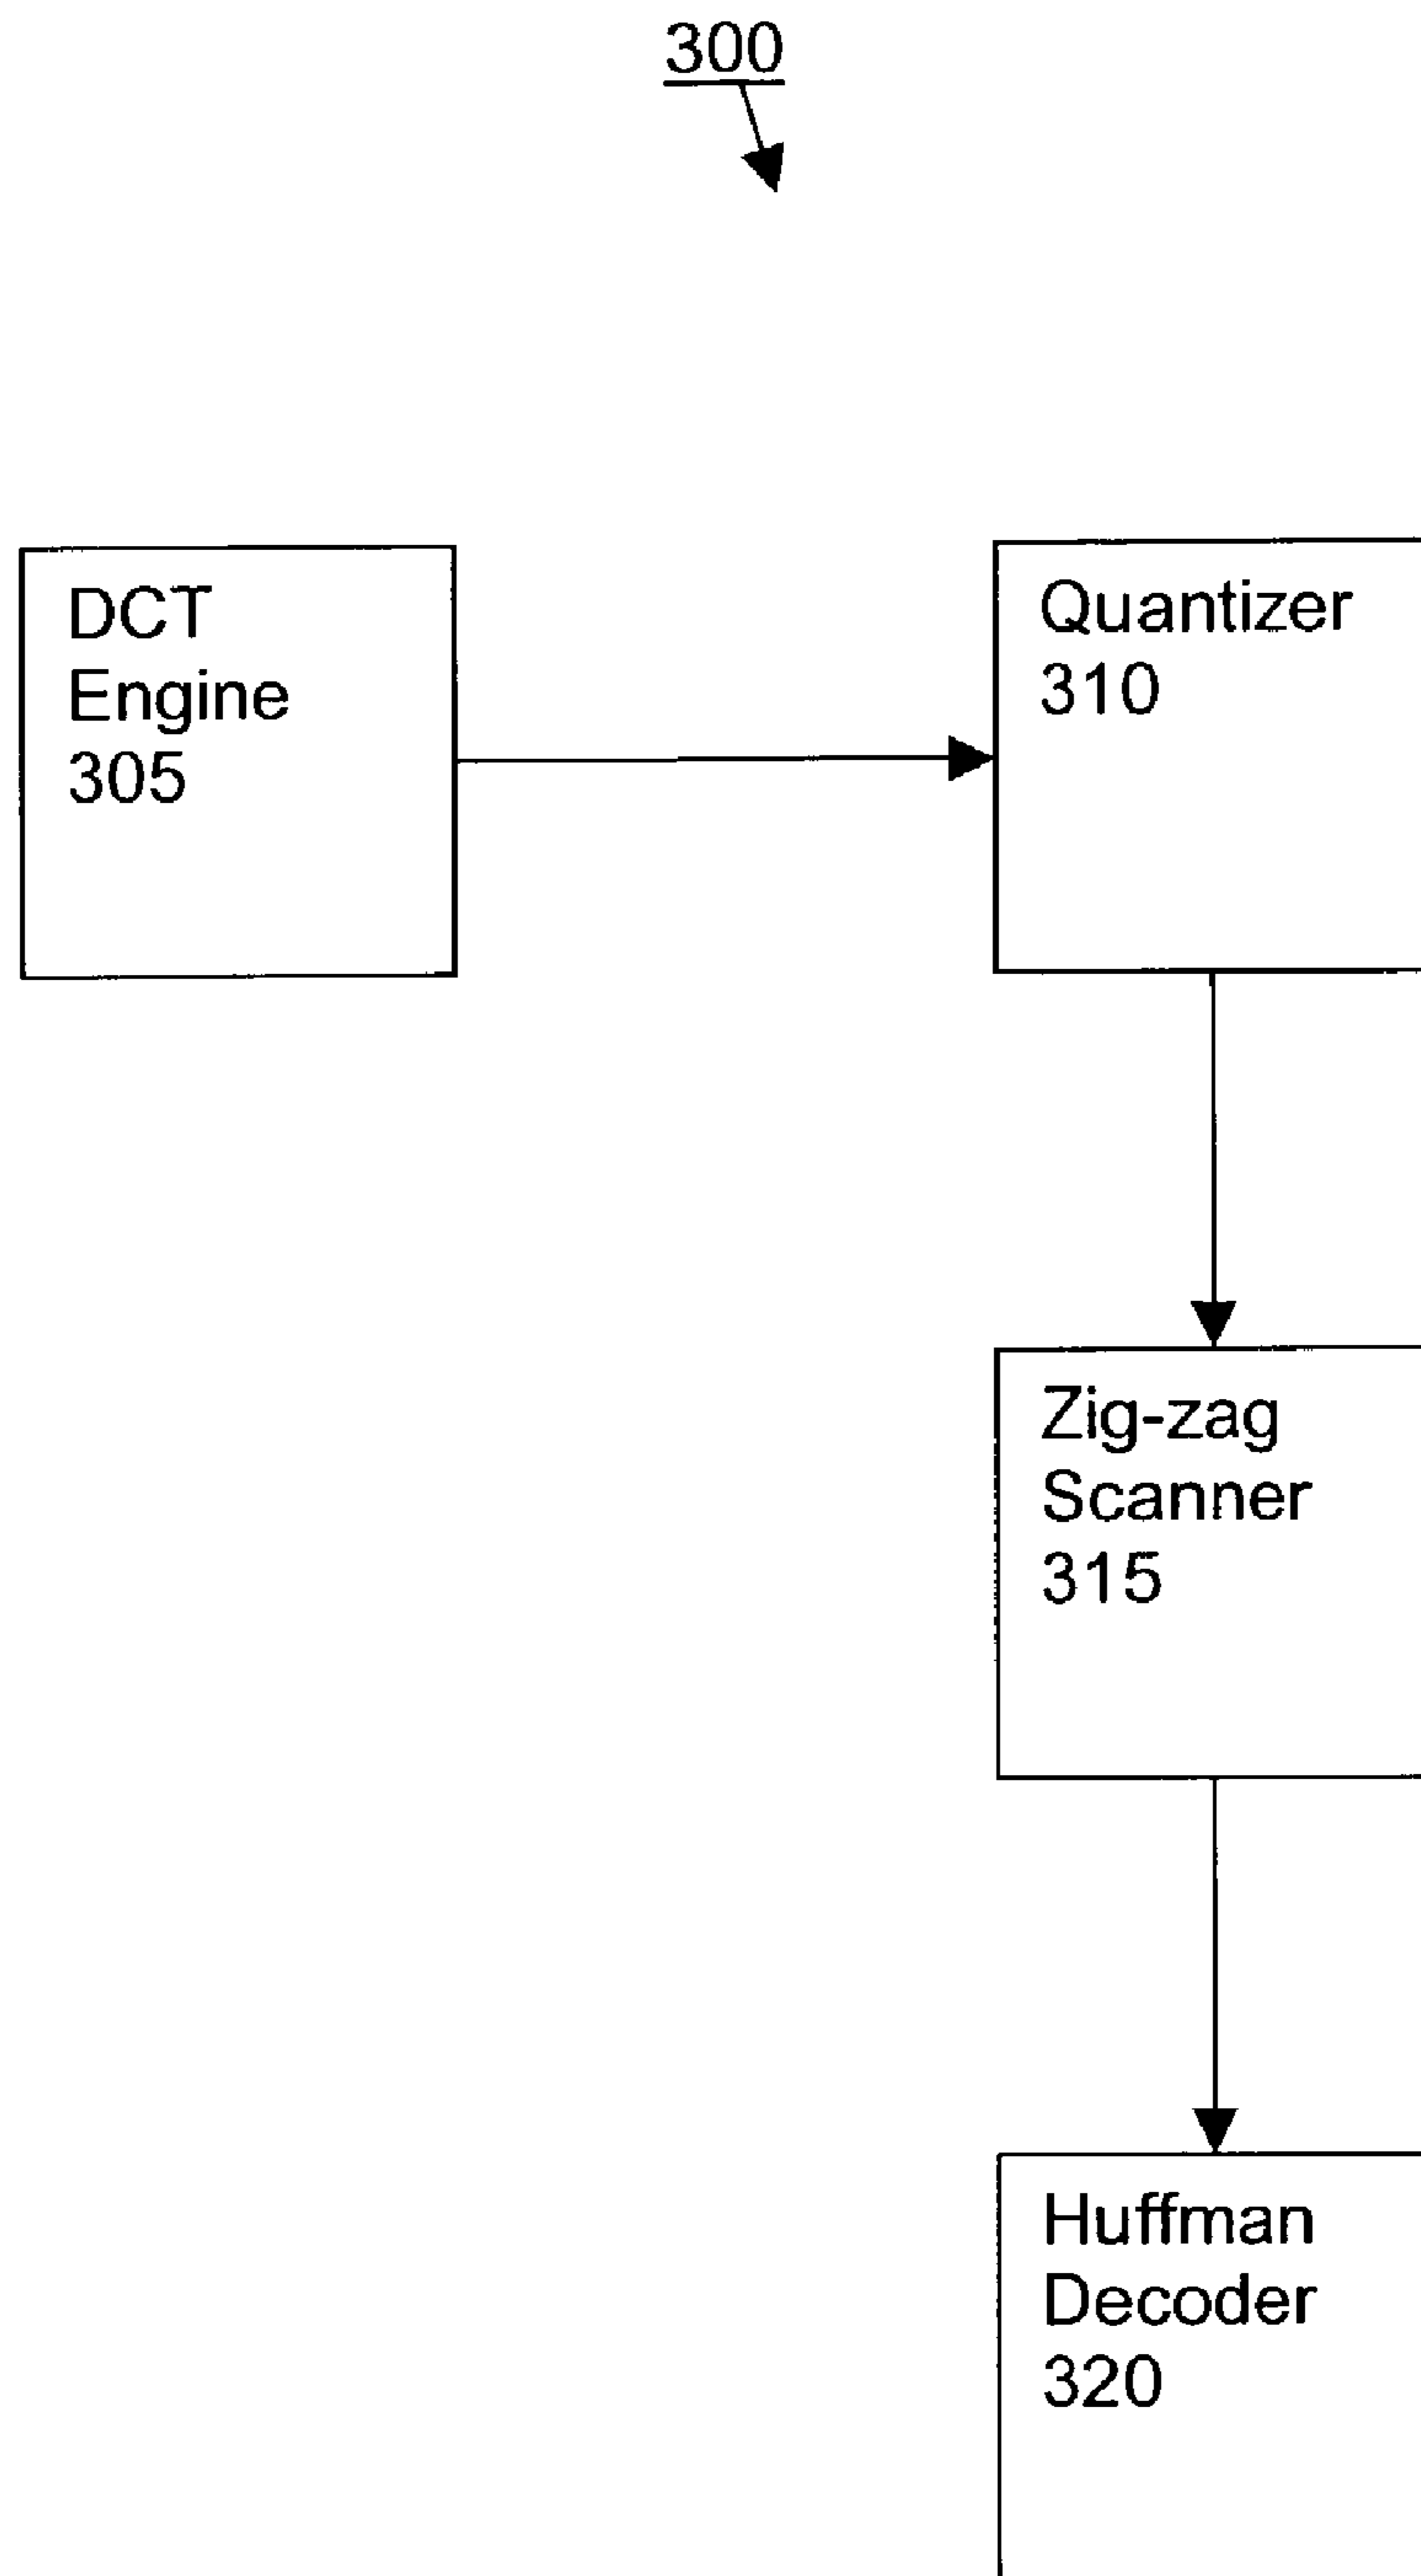 300
DCT
Engine
305
Quantizer
310
Zig-zag
Scanner
315
Huffman
Decoder
320